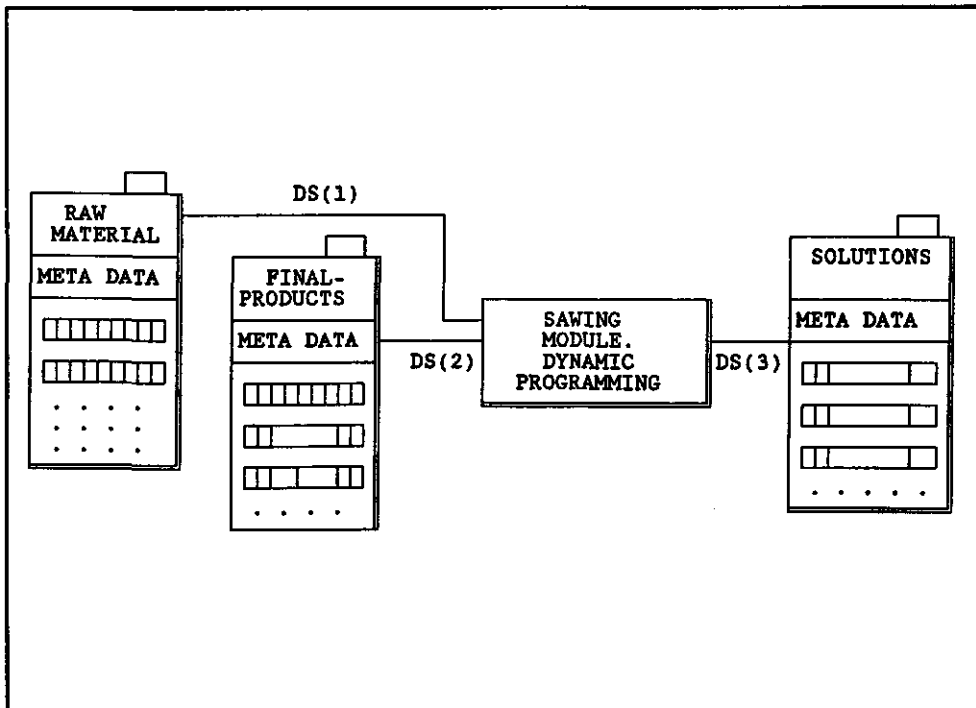 DS(1)
RAW
MATERIAL
META DATA
FINAL-
PRODUCTS
META DATA
DS(2)
SAWING
MODULE.
DYNAMIC
PROGRAMMING
DS(3)
SOLUTIONS
META DATA